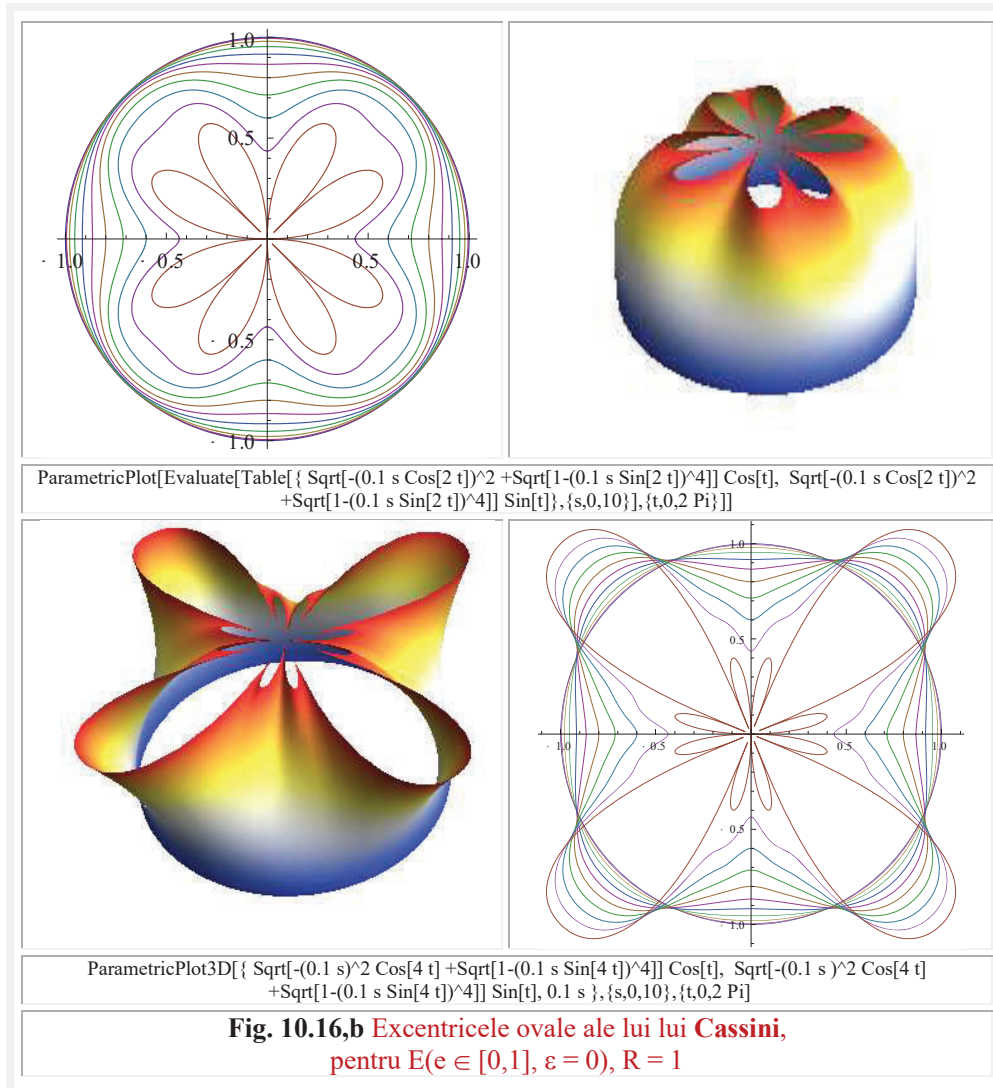 1.0
0.5
1.0
0.5
0.5
1.0
0.5
1.0
ParametricPlot[Evaluate[Table[{ Sqrt[-(0.1 s Cos[2 t])^2 +Sqrt[1-(0.1 s Sin[2 t])^4]] Cos[t], Sqrt[-(0.1 s Cos[2 t])^2
+Sqrt[1-(0.1 s Sin[2 t])^4]] Sin[t]},{s,0,10}],{t,0,2 Pi}]]
1.0
0.5
1.0
0.5
0.5
1.0
0.5
1.0
ParametricPlot3D[{ Sqrt[-(0.1 s)^2 Cos[4 t] +Sqrt[1-(0.1 s Sin[4 t])^4]] Cos[t], Sqrt[-(0.1 s )^2 Cos[4 t]
+Sqrt[1-(0.1 s Sin[4 t])^4]] Sin[t], 0.1 s },{s,0,10},{t,0,2 Pi]
Fig. 10.16,b Excentricele ovale ale lui lui Cassini,
pentru E(e ∈ [0,1], ε = 0), R = 1